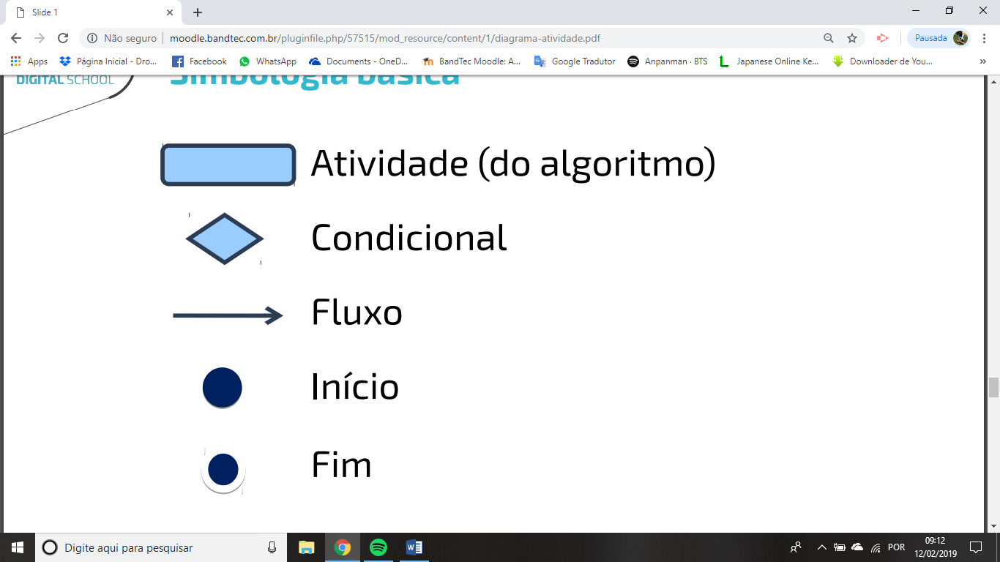 Slide 1
Não seguro
moodle.bandtec.com.br/pluginfile.php/57515/mod_resource/content/1/diagrama-atividade.pdf
Pausada
Apps
Página Inicial - Dro...
Facebook
WhatsApp
Documents - OneD...
BandTec Moodle: A...
Google Tradutor
Anpanman · BTS
Japanese Online Ke...
Downloader de You...
»
DIGITAL SCHOOL
Simbologia básica
Atividade (do algoritmo)
Condicional
Fluxo
Início
Fim
Digite aqui para pesquisar
POR
09:12
12/02/2019